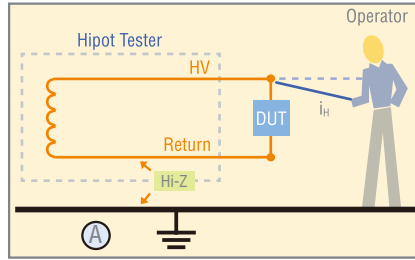 Operator
Hipot Tester
HV
DUT
iH
Return
Hi-Z
A